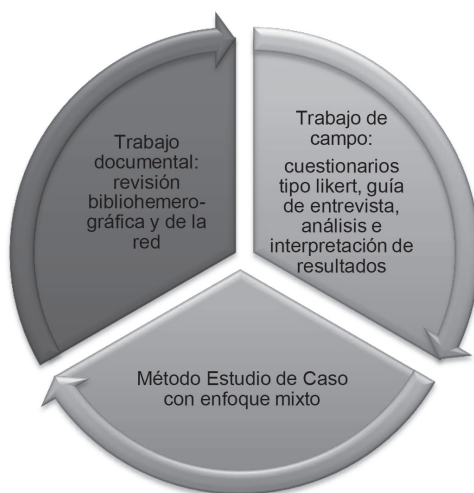 Trabajo
documental:
revisión
bibliohemero-
gráfica y de la
red
Trabajo de
campo:
cuestionarios
tipo likert, guía
de entrevista,
análisis e
interpretación de
resultados
Método Estudio de Caso
con enfoque mixto